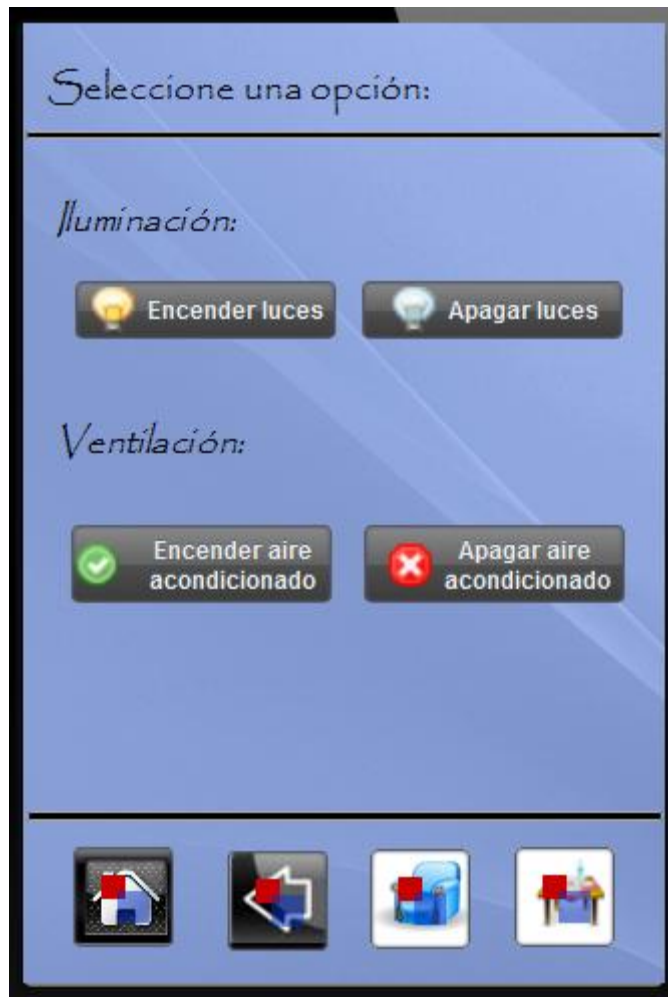 Seleccione una opción:
Iluminación:
Encender luces
Apagar luces
Ventilación:
Encender aire
acondicionado
Apagar aire
acondicionado